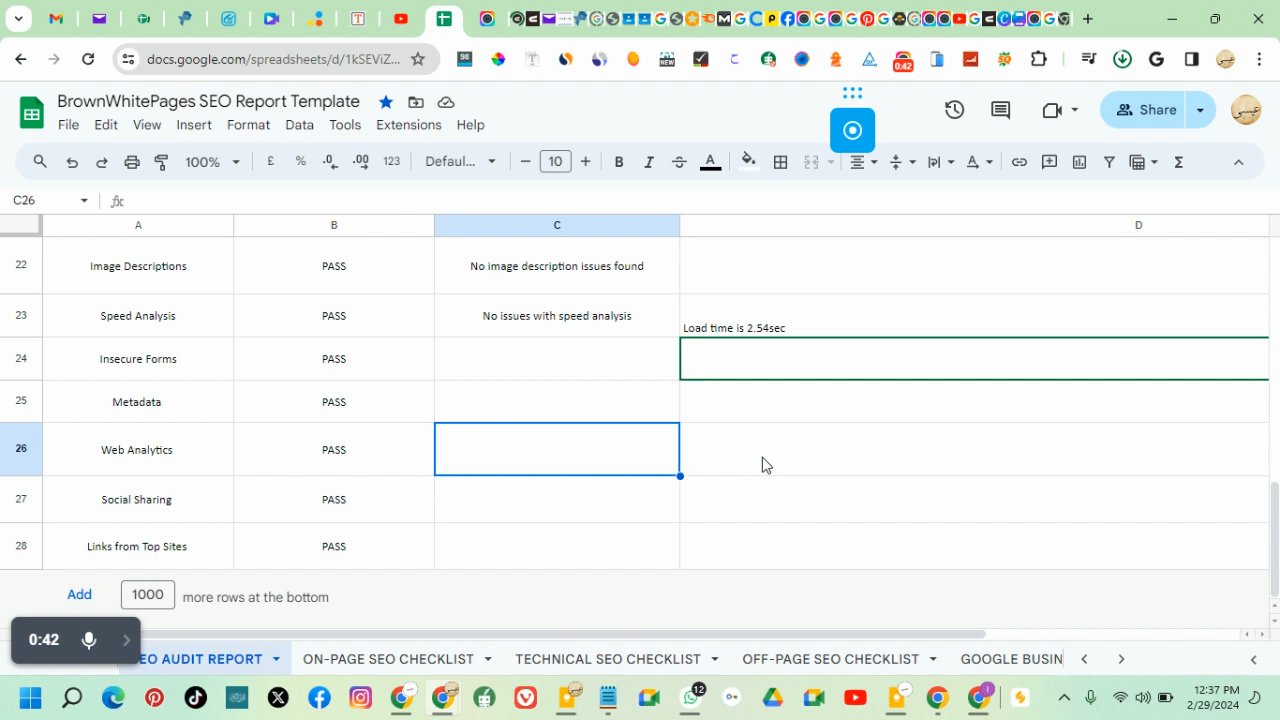 docs.google.com/spreadsheets/d/1kSEViZ...
98
NEW
0:42
BrownWhitePages SEO Report Template
File Edit View Insert Format Data Tools Extensions Help
Share
100% £ % .0 .00 123 Defaul... 10 B I A
C26 fx
A B C D
22 Image Descriptions PASS No image description issues found
23 Speed Analysis PASS No issues with speed analysis Load time is 2.54sec
24 Insecure Forms PASS
25 Metadata PASS
26 Web Analytics PASS
27 Social Sharing PASS
28 Links from Top Sites PASS
Add 1000 more rows at the bottom
0:42
EO AUDIT REPORT ON-PAGE SEO CHECKLIST TECHNICAL SEO CHECKLIST OFF-PAGE SEO CHECKLIST GOOGLE BUSIN
12
12:37 PM
2/29/2024